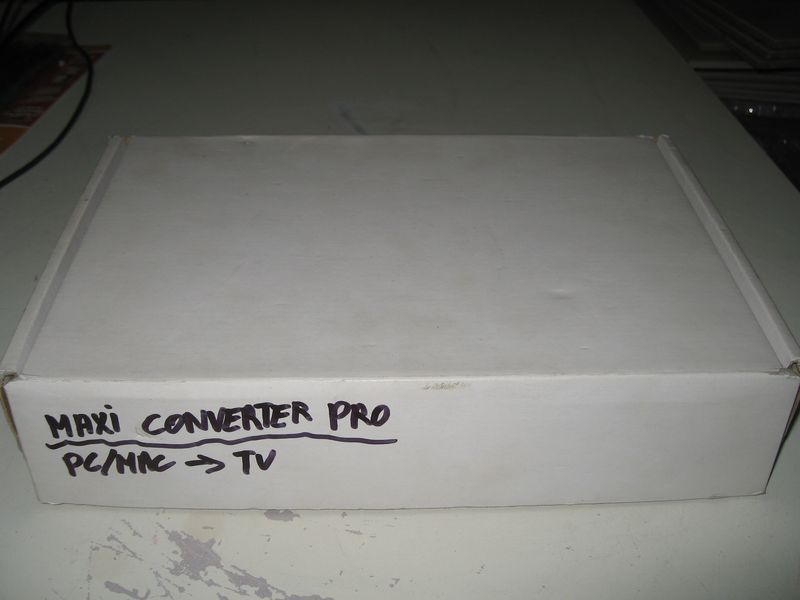 MAXi CONVERTER PRO
PC/MAC → TV